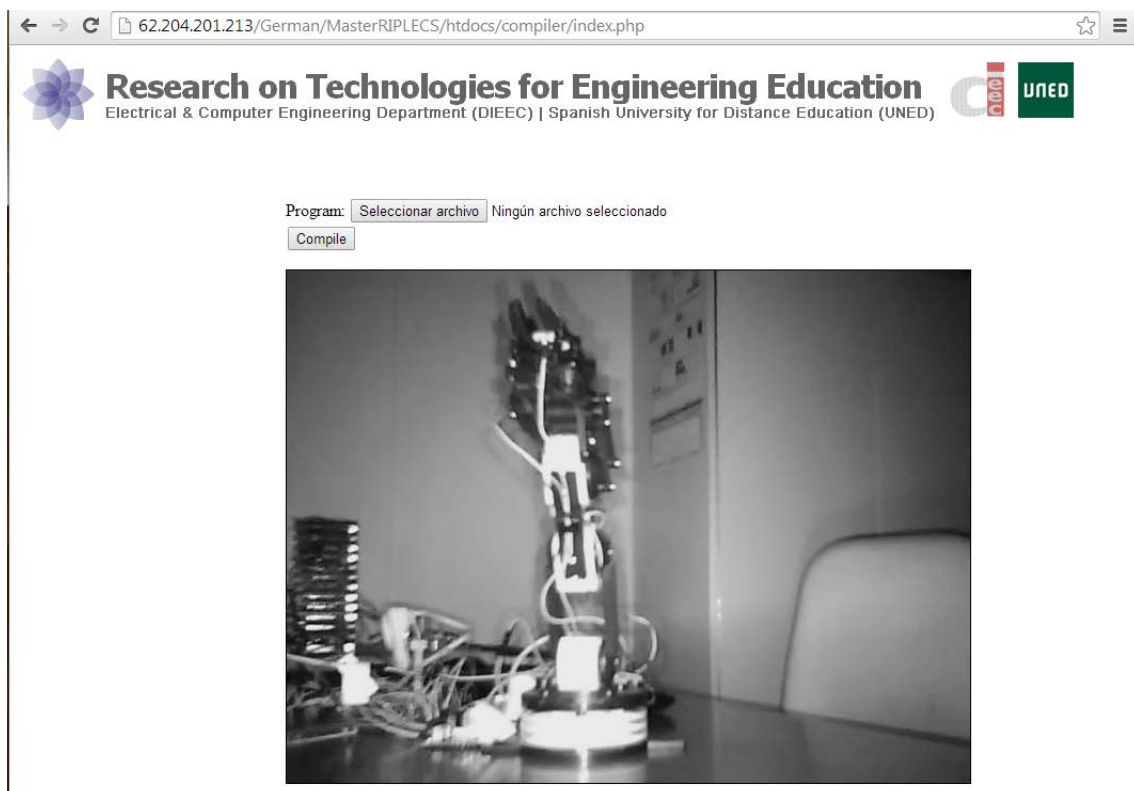 62.204.201.213/German/MasterRIPLECS/htdocs/compiler/index.php
Research on Technologies for Engineering Education
Electrical & Computer Engineering Department (DIEEC) | Spanish University for Distance Education (UNED)
ieec
UNED
Program: Seleccionar archivo Ningún archivo seleccionado
Compile